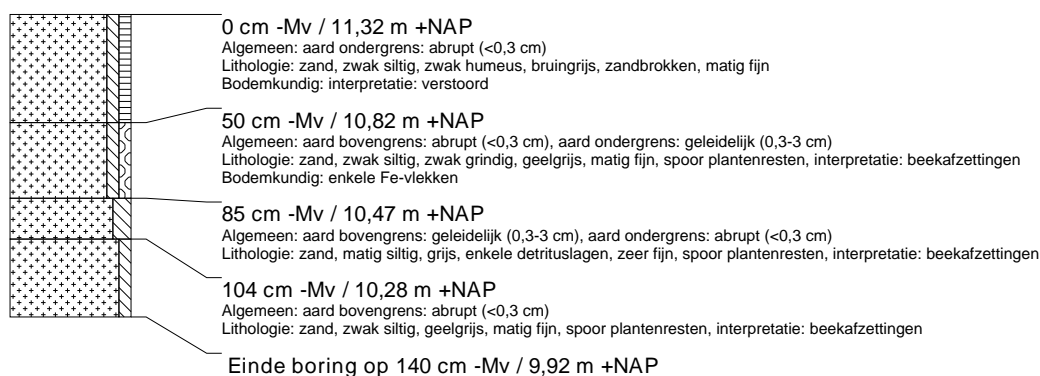 0 cm -Mv / 11,32 m +NAP
Algemeen: aard ondergrens: abrupt (<0,3 cm)
Lithologie: zand, zwak siltig, zwak humeus, bruingrijs, zandbrokken, matig fijn
Bodemkundig: interpretatie: verstoord
50 cm -Mv / 10,82 m +NAP
Algemeen: aard bovengrens: abrupt (<0,3 cm), aard ondergrens: geleidelijk (0,3-3 cm)
Lithologie: zand, zwak siltig, zwak grindig, geelgrijs, matig fijn, spoor plantenresten, interpretatie: beekafzettingen
Bodemkundig: enkele Fe-vlekken
85 cm -Mv / 10,47 m +NAP
Algemeen: aard bovengrens: geleidelijk (0,3-3 cm), aard ondergrens: abrupt (<0,3 cm)
Lithologie: zand, matig siltig, grijs, enkele detrituslagen, zeer fijn, spoor plantenresten, interpretatie: beekafzettingen
104 cm -Mv / 10,28 m +NAP
Algemeen: aard bovengrens: abrupt (<0,3 cm)
Lithologie: zand, zwak siltig, geelgrijs, matig fijn, spoor plantenresten, interpretatie: beekafzettingen
Einde boring op 140 cm -Mv / 9,92 m +NAP